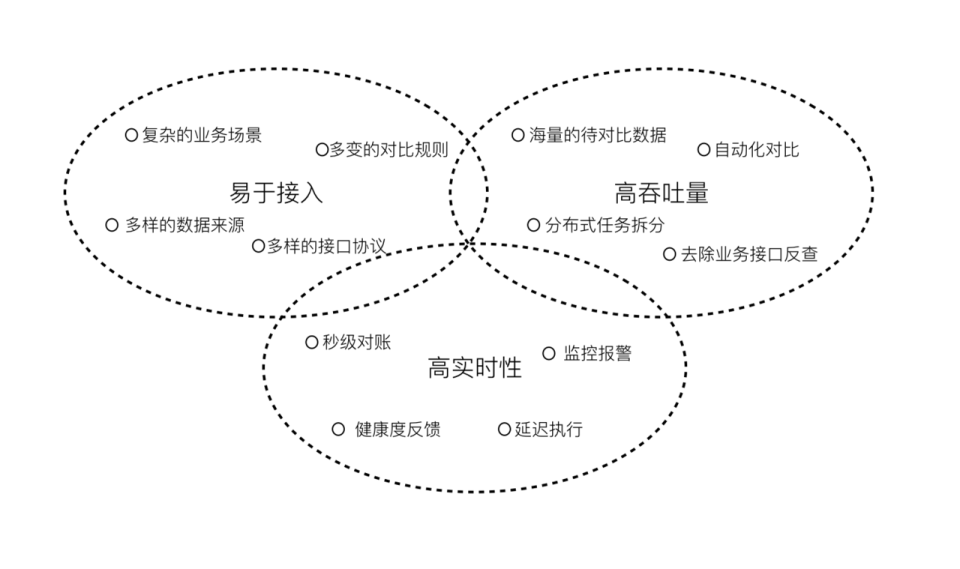 复杂的业务场景
多变的对比规则
易于接入
多样的数据来源
多样的接口协议
海量的待对比数据
自动化对比
高吞吐量
分布式任务拆分
去除业务接口反查
秒级对账
监控报警
高实时性
健康度反馈
延迟执行